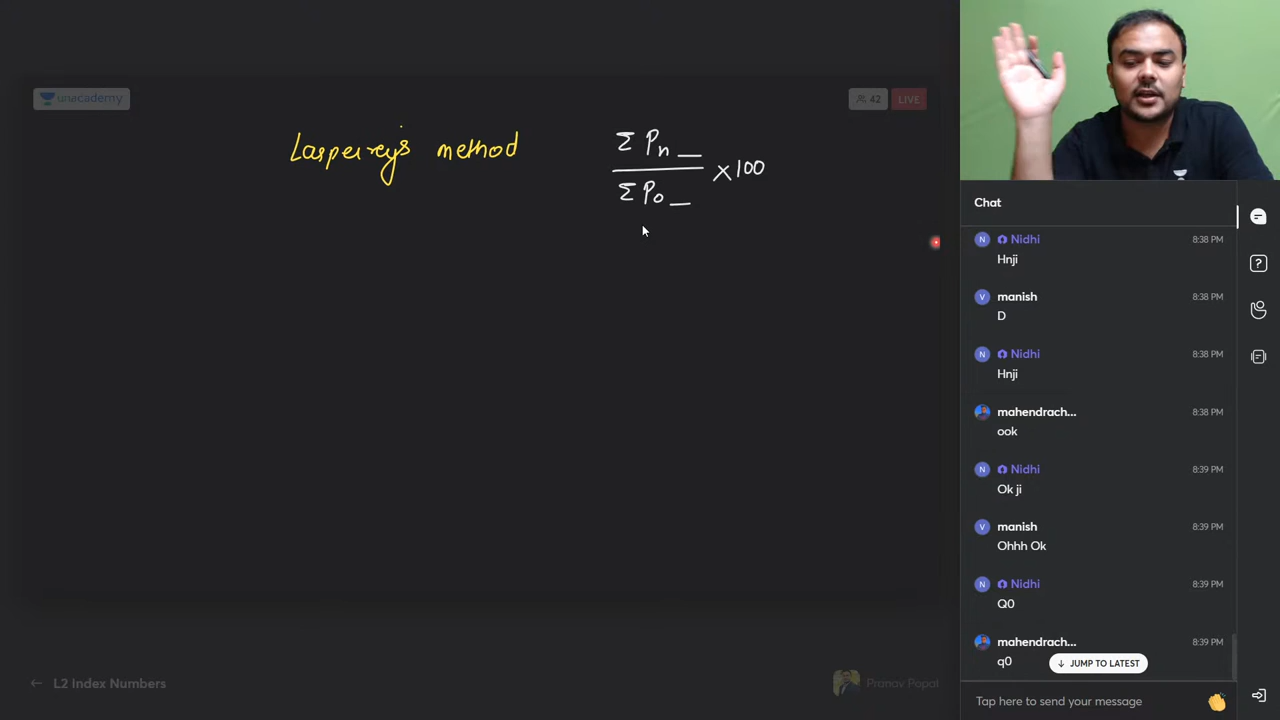 unacademy
42
LIVE
Laspeyrey's method
Σ Pn _
Σ Po _
×100
L2 Index Numbers
Pranav Popat
Chat
N Nidhi 8:38 PM
Hnji
V manish 8:38 PM
D
N Nidhi 8:38 PM
Hnji
mahendrach... 8:38 PM
ook
N Nidhi 8:39 PM
Ok ji
V manish 8:39 PM
Ohhh Ok
N Nidhi 8:39 PM
Q0
mahendrach... 8:39 PM
q0
↓ JUMP TO LATEST
Tap here to send your message